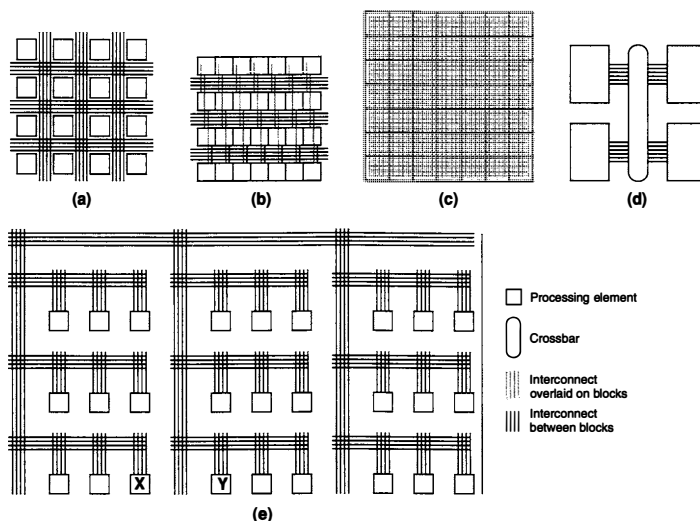 (a)
(b)
(c)
(d)
X
Y
(e)
Processing element
Crossbar
Interconnect
overlaid on blocks
Interconnect
between blocks